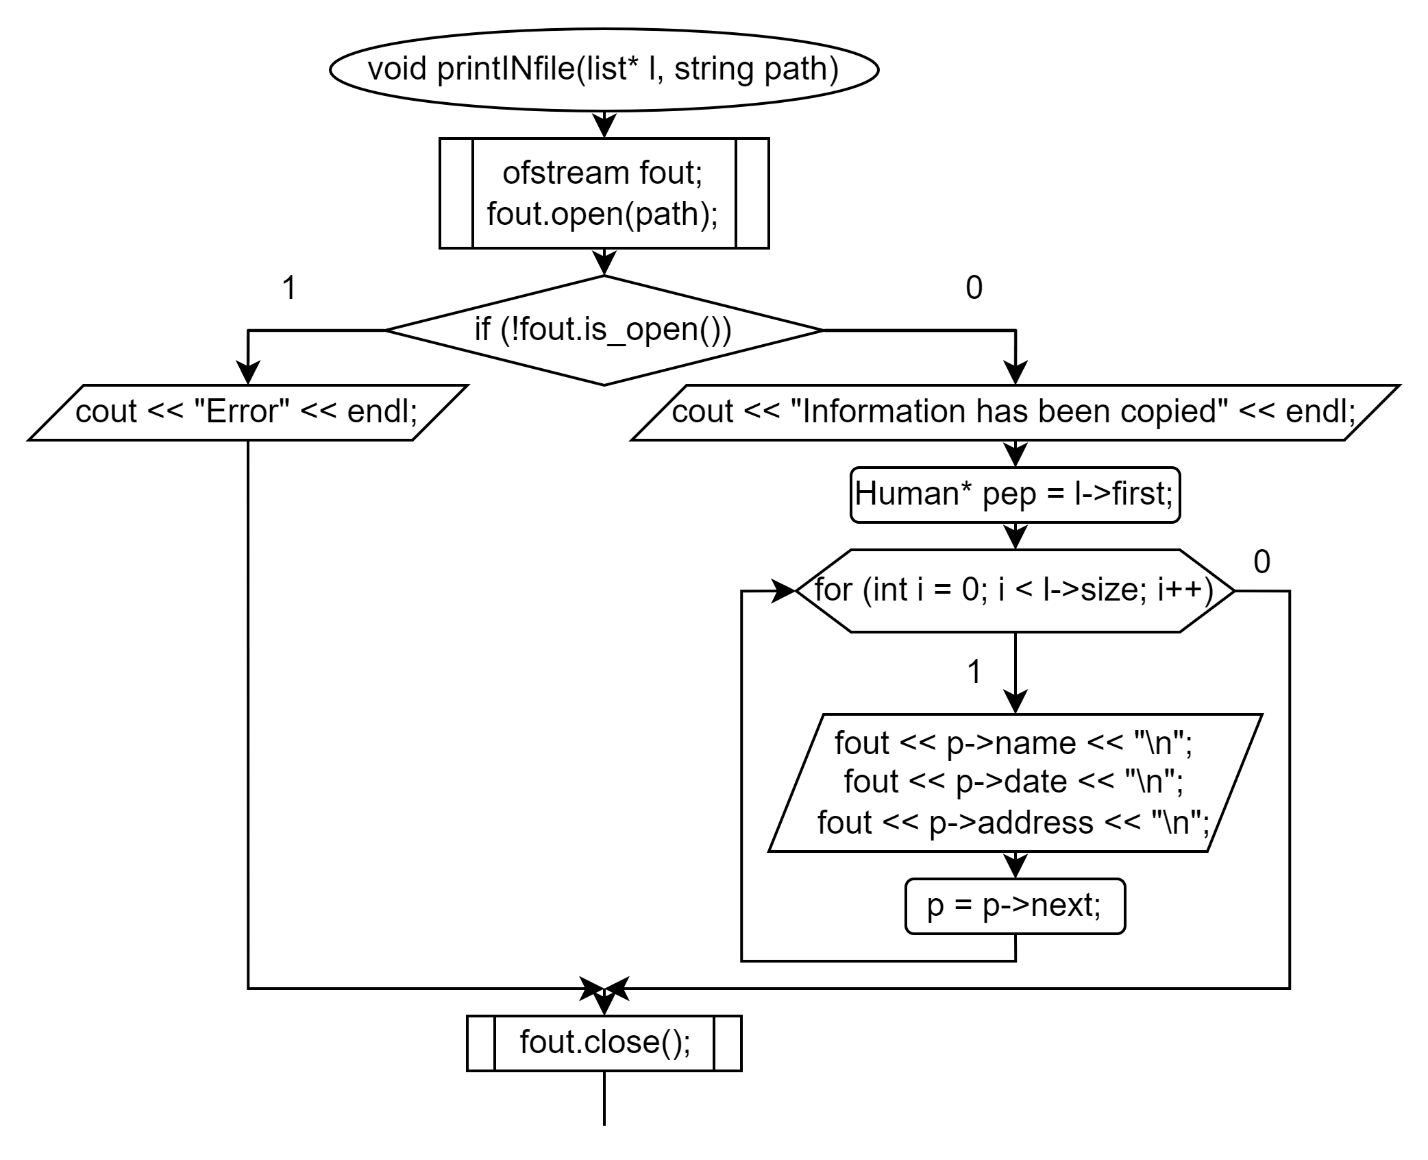 void printINfile(list* l, string path)
ofstream fout;
fout.open(path);
1
0
if (!fout.is_open())
cout << "Error" << endl;
cout << "Information has been copied" << endl;
Human* pep = l->first;
0
for (int i = 0; i < l->size; i++)
1
fout << p->name << "\n";
fout << p->date << "\n";
fout << p->address << "\n";
p = p->next;
fout.close();